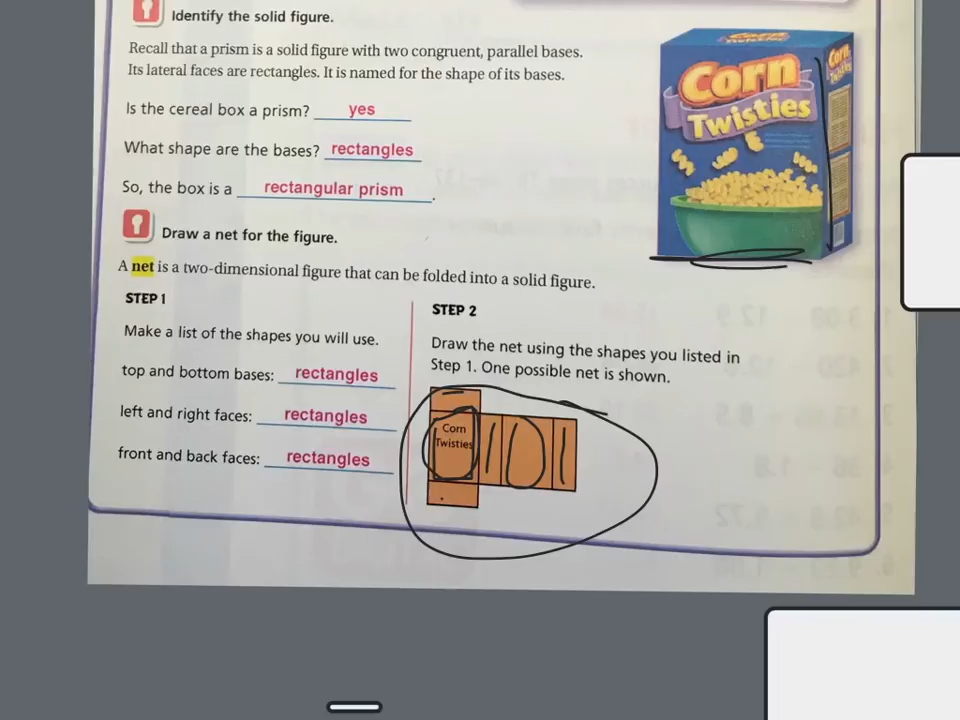 Identify the solid figure.
Recall that a prism is a solid figure with two congruent, parallel bases.
Its lateral faces are rectangles. It is named for the shape of its bases.
Is the cereal box a prism? yes
What shape are the bases? rectangles
So, the box is a rectangular prism.
Corn
Twisties
Corn
Draw a net for the figure.
A net is a two-dimensional figure that can be folded into a solid figure.
STEP 1
Make a list of the shapes you will use.
top and bottom bases: rectangles
left and right faces: rectangles
front and back faces: rectangles
STEP 2
Draw the net using the shapes you listed in
Step 1. One possible net is shown.
Corn
Twisties